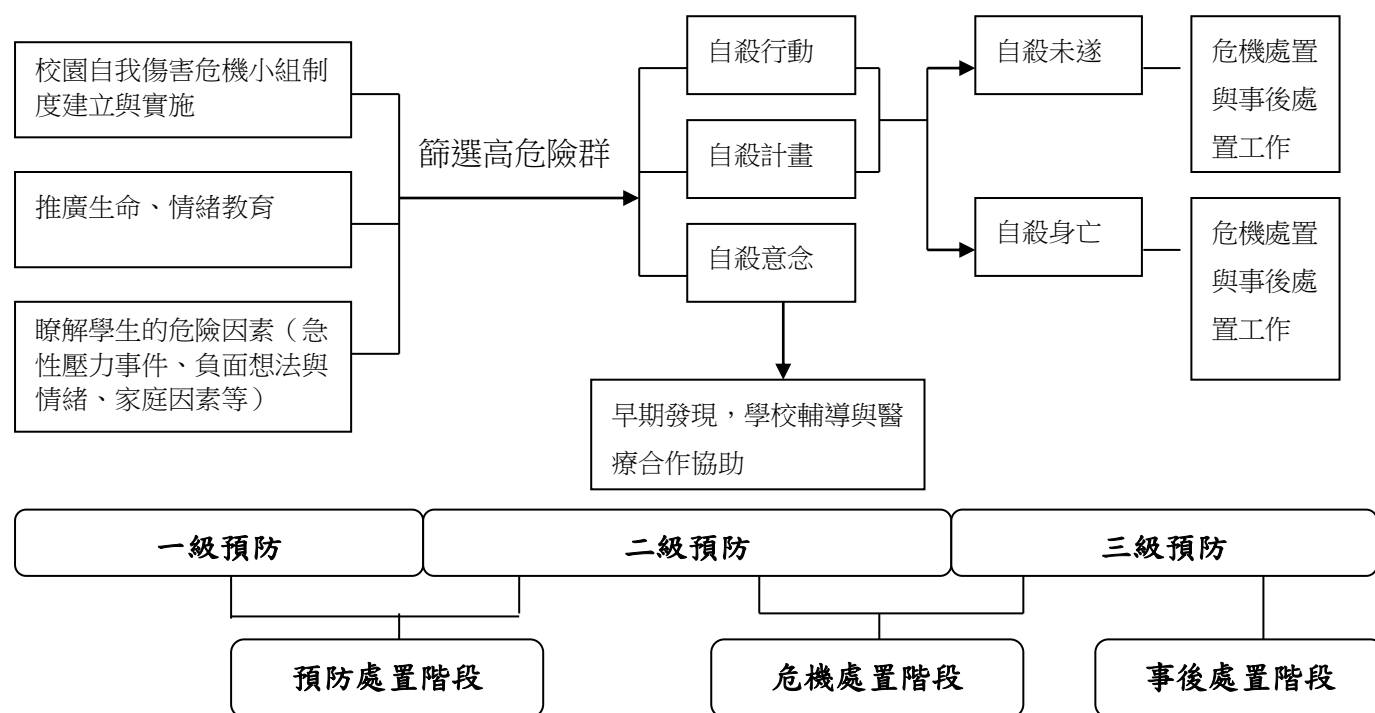 校園自我傷害危機小組制
度建立與實施
推廣生命、情緒教育
瞭解學生的危險因素（急
性壓力事件、負面想法與
情緒、家庭因素等）
篩選高危險群
自殺行動
自殺計畫
自殺意念
早期發現，學校輔導與醫
療合作協助
自殺未遂
自殺身亡
危機處置
與事後處
置工作
危機處置
與事後處
置工作
一級預防
二級預防
三級預防
預防處置階段
危機處置階段
事後處置階段